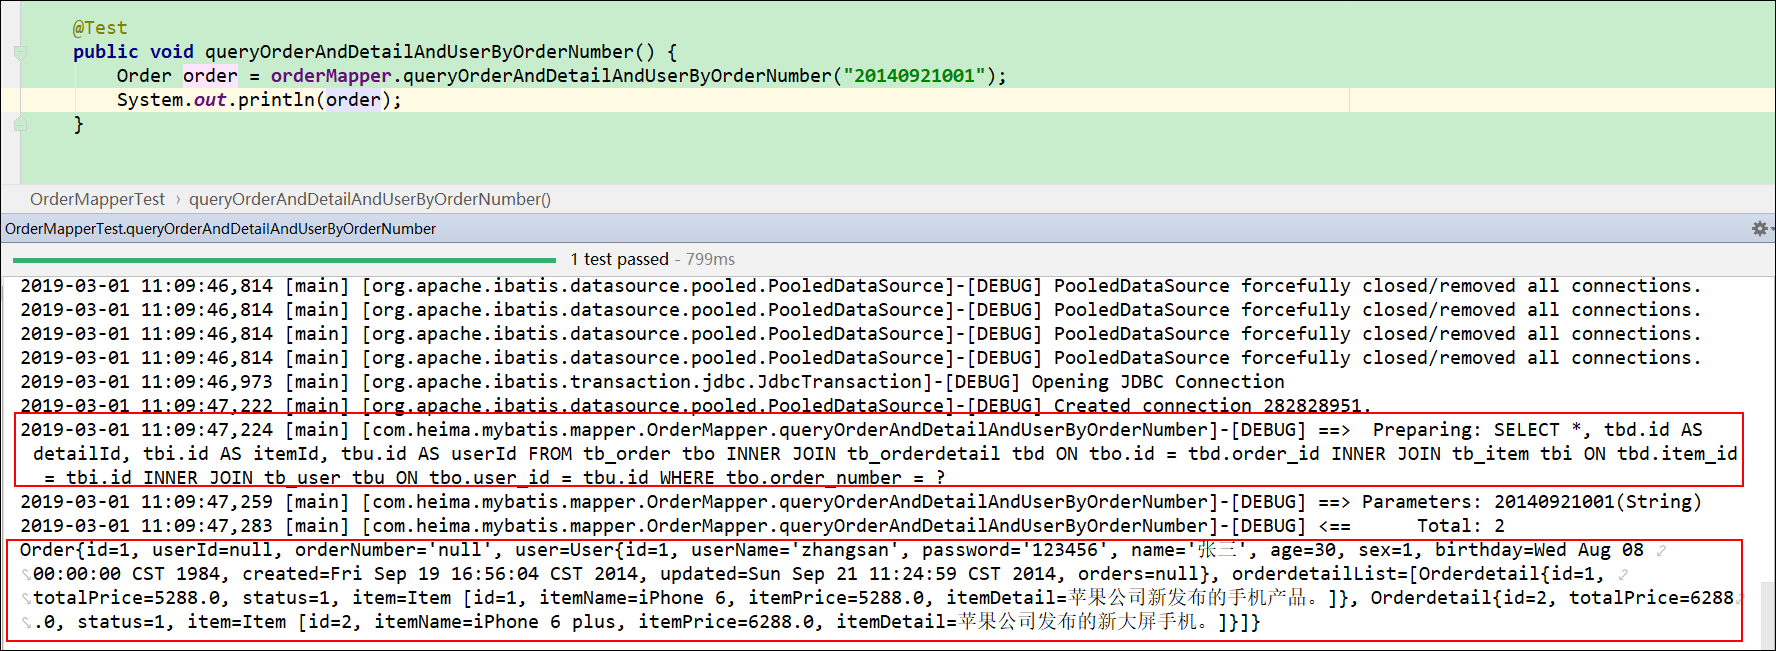 @Test
public void queryOrderAndDetailAndUserByOrderNumber() {
Order order = orderMapper.queryOrderAndDetailAndUserByOrderNumber("20140921001");
System.out.println(order);
}
OrderMapperTest › queryOrderAndDetailAndUserByOrderNumber()
OrderMapperTest.queryOrderAndDetailAndUserByOrderNumber
1 test passed - 799ms
2019-03-01 11:09:46,814 [main] [org.apache.ibatis.datasource.pooled.PooledDataSource]-[DEBUG] PooledDataSource forcefully closed/removed all connections.
2019-03-01 11:09:46,814 [main] [org.apache.ibatis.datasource.pooled.PooledDataSource]-[DEBUG] PooledDataSource forcefully closed/removed all connections.
2019-03-01 11:09:46,814 [main] [org.apache.ibatis.datasource.pooled.PooledDataSource]-[DEBUG] PooledDataSource forcefully closed/removed all connections.
2019-03-01 11:09:46,814 [main] [org.apache.ibatis.datasource.pooled.PooledDataSource]-[DEBUG] PooledDataSource forcefully closed/removed all connections.
2019-03-01 11:09:46,973 [main] [org.apache.ibatis.transaction.jdbc.JdbcTransaction]-[DEBUG] Opening JDBC Connection
2019-03-01 11:09:47,222 [main] [org.apache.ibatis.datasource.pooled.PooledDataSource]-[DEBUG] Created connection 282828951.
2019-03-01 11:09:47,224 [main] [com.heima.mybatis.mapper.OrderMapper.queryOrderAndDetailAndUserByOrderNumber]-[DEBUG] ==>  Preparing: SELECT *, tbd.id AS
detailId, tbi.id AS itemId, tbu.id AS userId FROM tb_order tbo INNER JOIN tb_orderdetail tbd ON tbo.id = tbd.order_id INNER JOIN tb_item tbi ON tbd.item_id
= tbi.id INNER JOIN tb_user tbu ON tbo.user_id = tbu.id WHERE tbo.order_number = ?
2019-03-01 11:09:47,259 [main] [com.heima.mybatis.mapper.OrderMapper.queryOrderAndDetailAndUserByOrderNumber]-[DEBUG] ==> Parameters: 20140921001(String)
2019-03-01 11:09:47,283 [main] [com.heima.mybatis.mapper.OrderMapper.queryOrderAndDetailAndUserByOrderNumber]-[DEBUG] <==      Total: 2
Order{id=1, userId=null, orderNumber='null', user=User{id=1, userName='zhangsan', password='123456', name='张三', age=30, sex=1, birthday=Wed Aug 08
00:00:00 CST 1984, created=Fri Sep 19 16:56:04 CST 2014, updated=Sun Sep 21 11:24:59 CST 2014, orders=null}, orderdetailList=[Orderdetail{id=1,
totalPrice=5288.0, status=1, item=Item [id=1, itemName=iPhone 6, itemPrice=5288.0, itemDetail=苹果公司新发布的手机产品。]}, Orderdetail{id=2, totalPrice=6288
.0, status=1, item=Item [id=2, itemName=iPhone 6 plus, itemPrice=6288.0, itemDetail=苹果公司发布的新大屏手机。]}]}